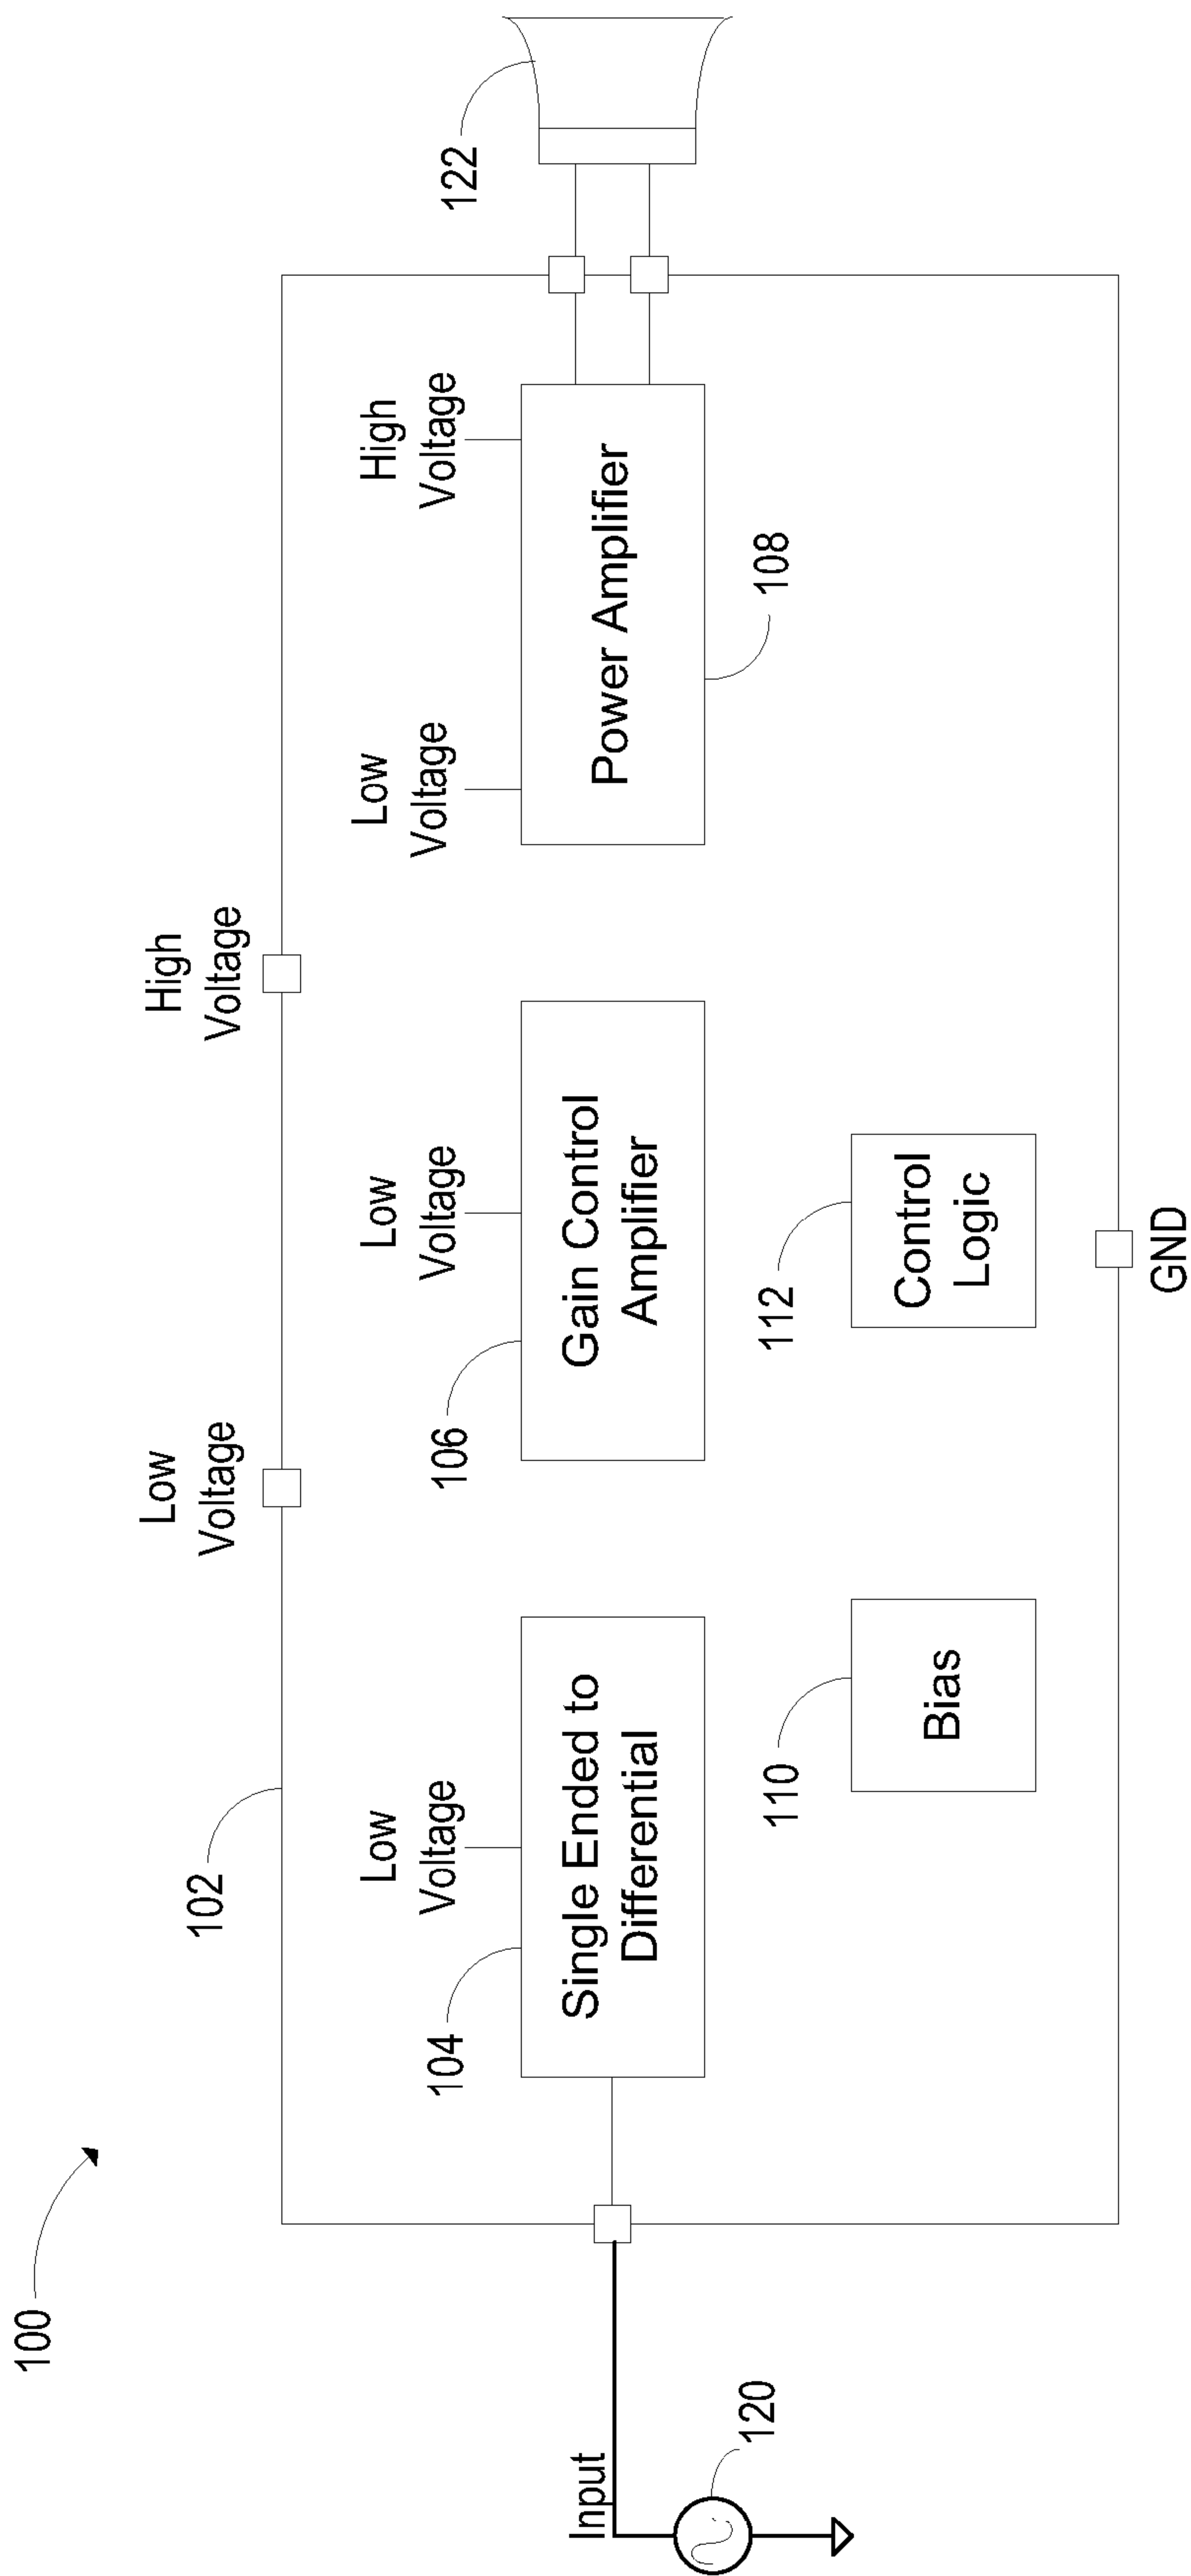 100
Low
Voltage
High
Voltage
102
Low
Voltage
Low
Voltage
Low
Voltage
High
Voltage
122
104
106
Single Ended to
Differential
Gain Control
Amplifier
Power Amplifier
Input
120
110
112
108
Bias
Control
Logic
GND